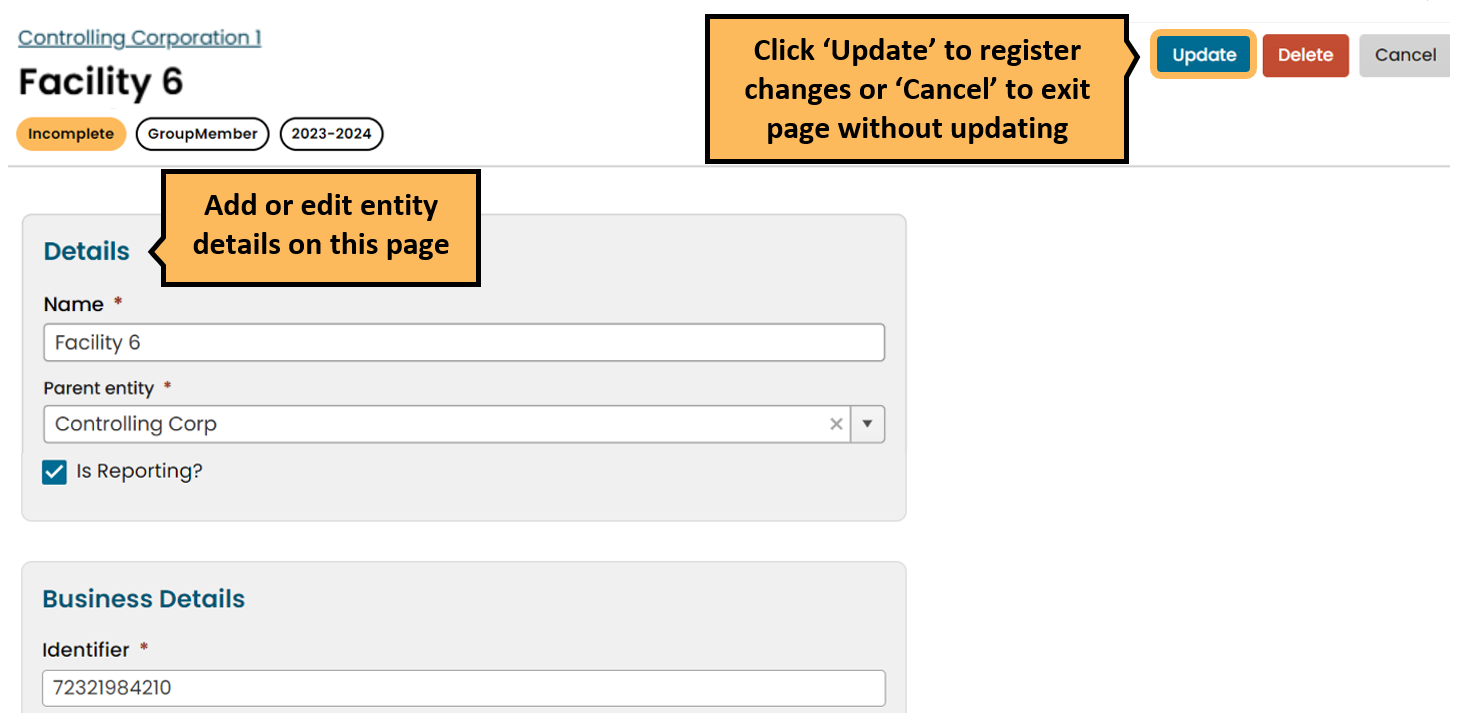 Controlling Corporation 1
Facility 6
Incomplete GroupMember 2023-2024
Click ‘Update’ to register
changes or ‘Cancel’ to exit
page without updating
Update Delete Cancel
Add or edit entity
details on this page
Details
Name *
Facility 6
Parent entity *
Controlling Corp
Is Reporting?
Business Details
Identifier *
72321984210